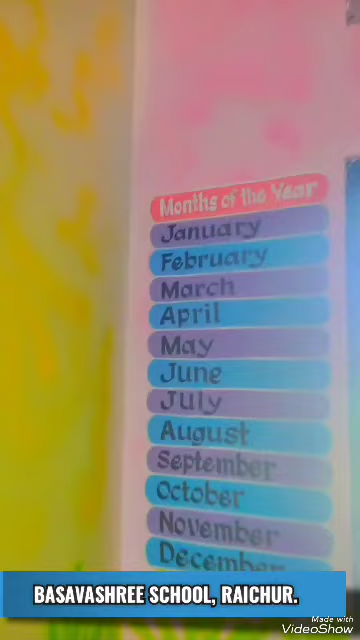 Months of the Year
January
February
March
April
May
June
July
August
September
October
November
December
BASAVASHREE SCHOOL, RAICHUR.
Made with
VideoShow